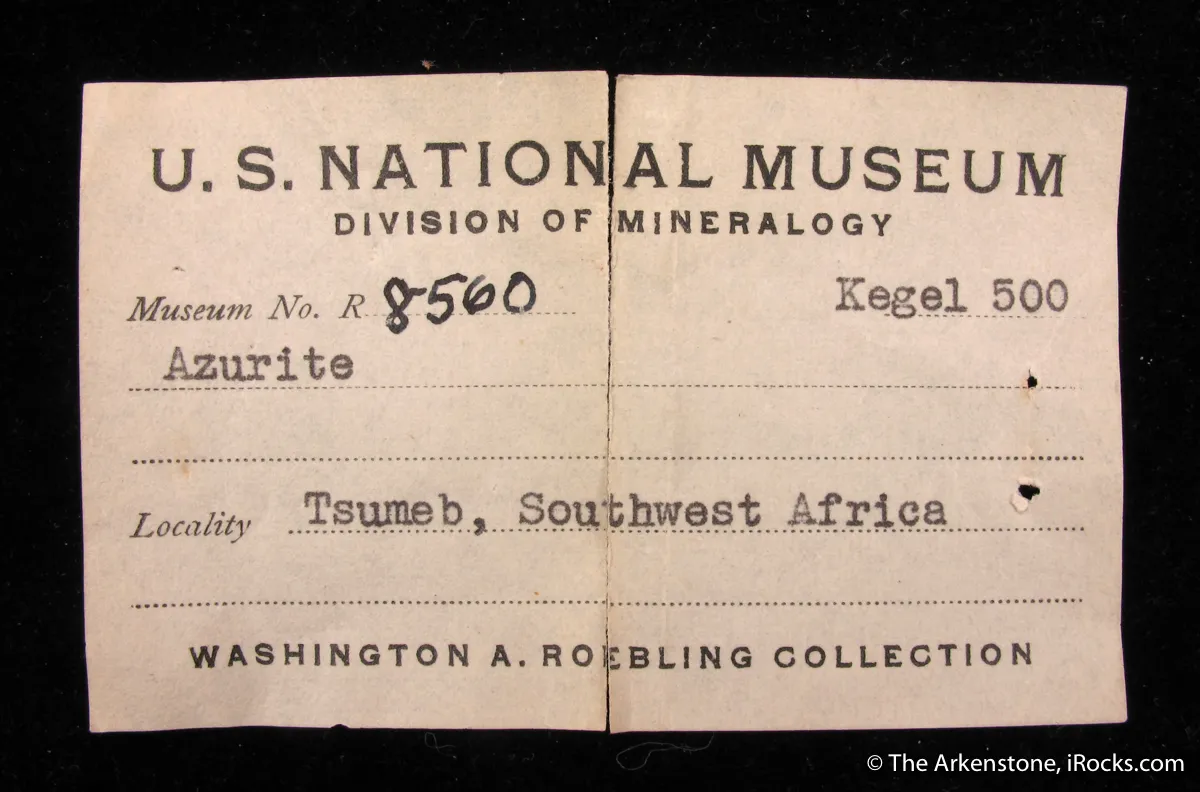 U. S. NATIONAL MUSEUM
DIVISION OF MINERALOGY
Museum No. R 8560 Kegel 500
Azurite
Locality Tsumeb, Southwest Africa
WASHINGTON A. ROEBLING COLLECTION
© The Arkenstone, iRocks.com